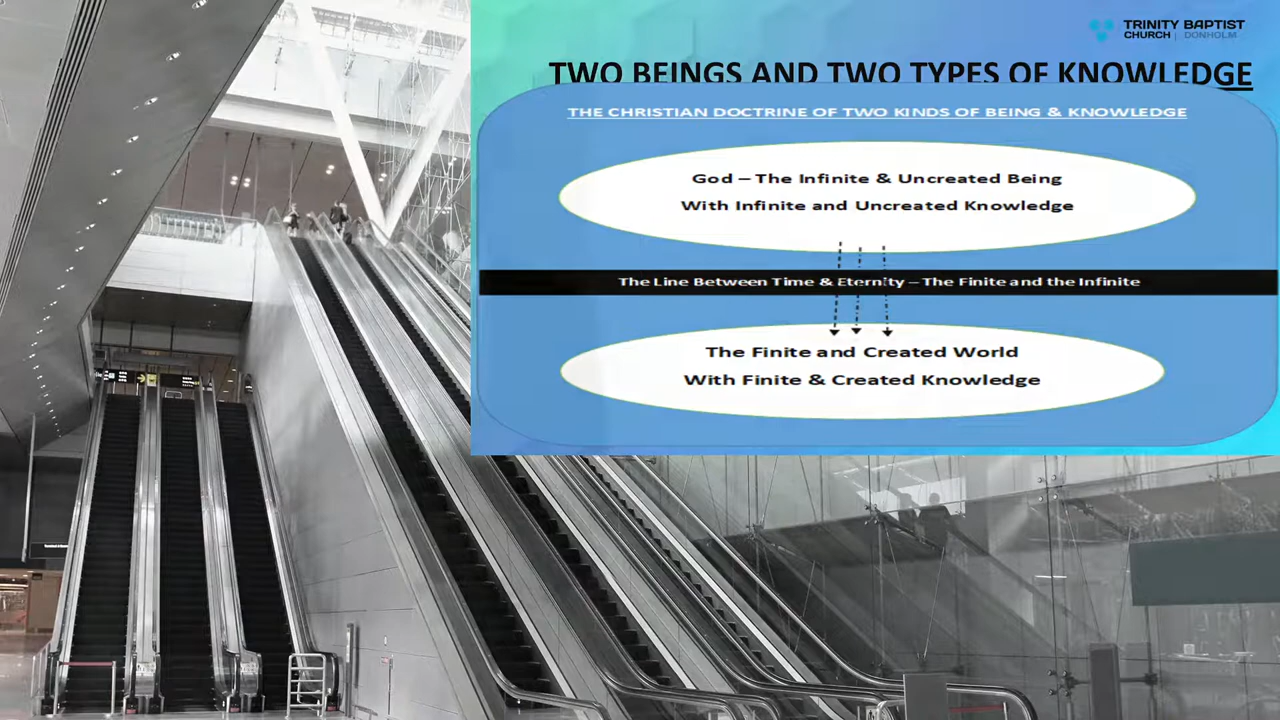 TRINITY BAPTIST
CHURCH | DONHOLM
TWO BEINGS AND TWO TYPES OF KNOWLEDGE
THE CHRISTIAN DOCTRINE OF TWO KINDS OF BEING & KNOWLEDGE
God – The Infinite & Uncreated Being
With Infinite and Uncreated Knowledge
The Line Between Time & Eternity – The Finite and the Infinite
The Finite and Created World
With Finite & Created Knowledge